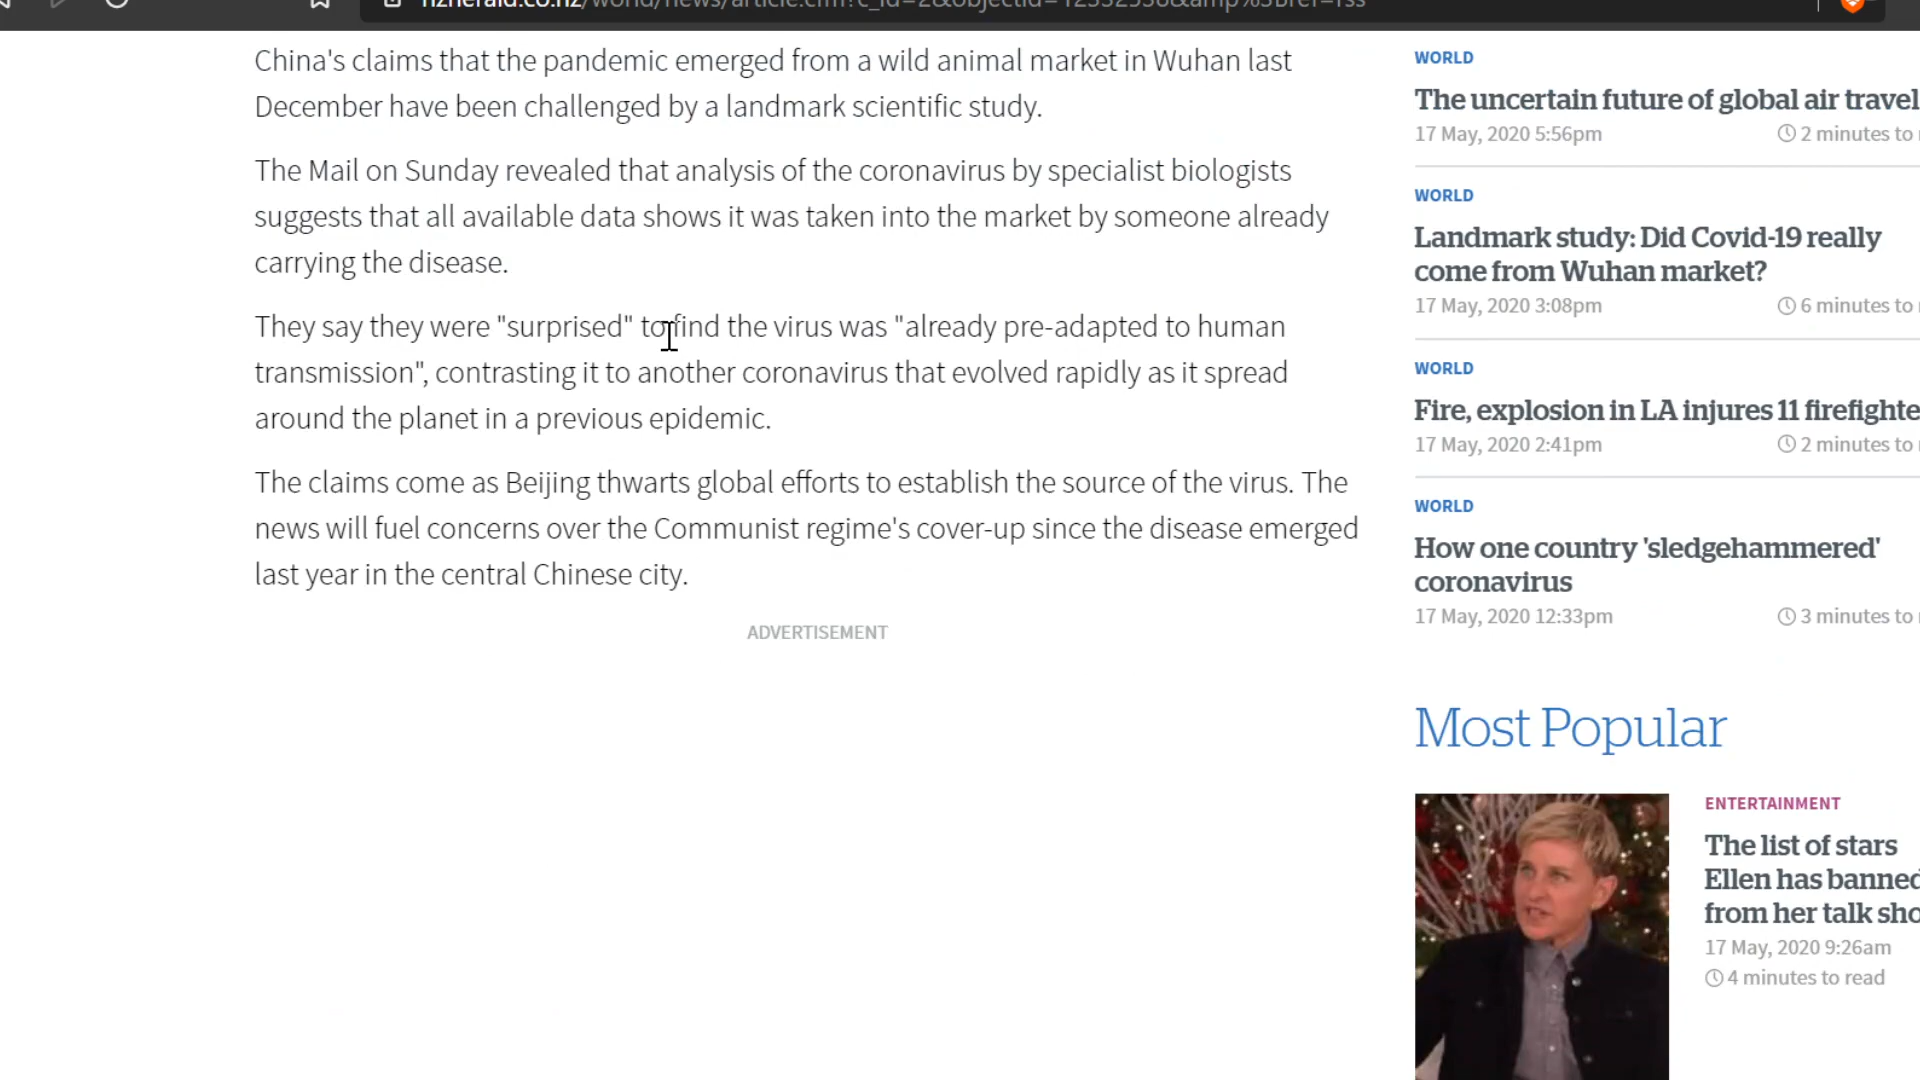 nzherald.co.nz/world/news/article.cfm?c_id=2&objectid=12332538&amp%3Bref=rss
China's claims that the pandemic emerged from a wild animal market in Wuhan last
December have been challenged by a landmark scientific study.
The Mail on Sunday revealed that analysis of the coronavirus by specialist biologists
suggests that all available data shows it was taken into the market by someone already
carrying the disease.
They say they were "surprised" to find the virus was "already pre-adapted to human
transmission", contrasting it to another coronavirus that evolved rapidly as it spread
around the planet in a previous epidemic.
The claims come as Beijing thwarts global efforts to establish the source of the virus. The
news will fuel concerns over the Communist regime's cover-up since the disease emerged
last year in the central Chinese city.
ADVERTISEMENT
WORLD
The uncertain future of global air travel
17 May, 2020 5:56pm
2 minutes to
WORLD
Landmark study: Did Covid-19 really
come from Wuhan market?
17 May, 2020 3:08pm
6 minutes to
WORLD
Fire, explosion in LA injures 11 firefighte
17 May, 2020 2:41pm
2 minutes to
WORLD
How one country 'sledgehammered'
coronavirus
17 May, 2020 12:33pm
3 minutes to
Most Popular
ENTERTAINMENT
The list of stars
Ellen has banned
from her talk sho
17 May, 2020 9:26am
4 minutes to read